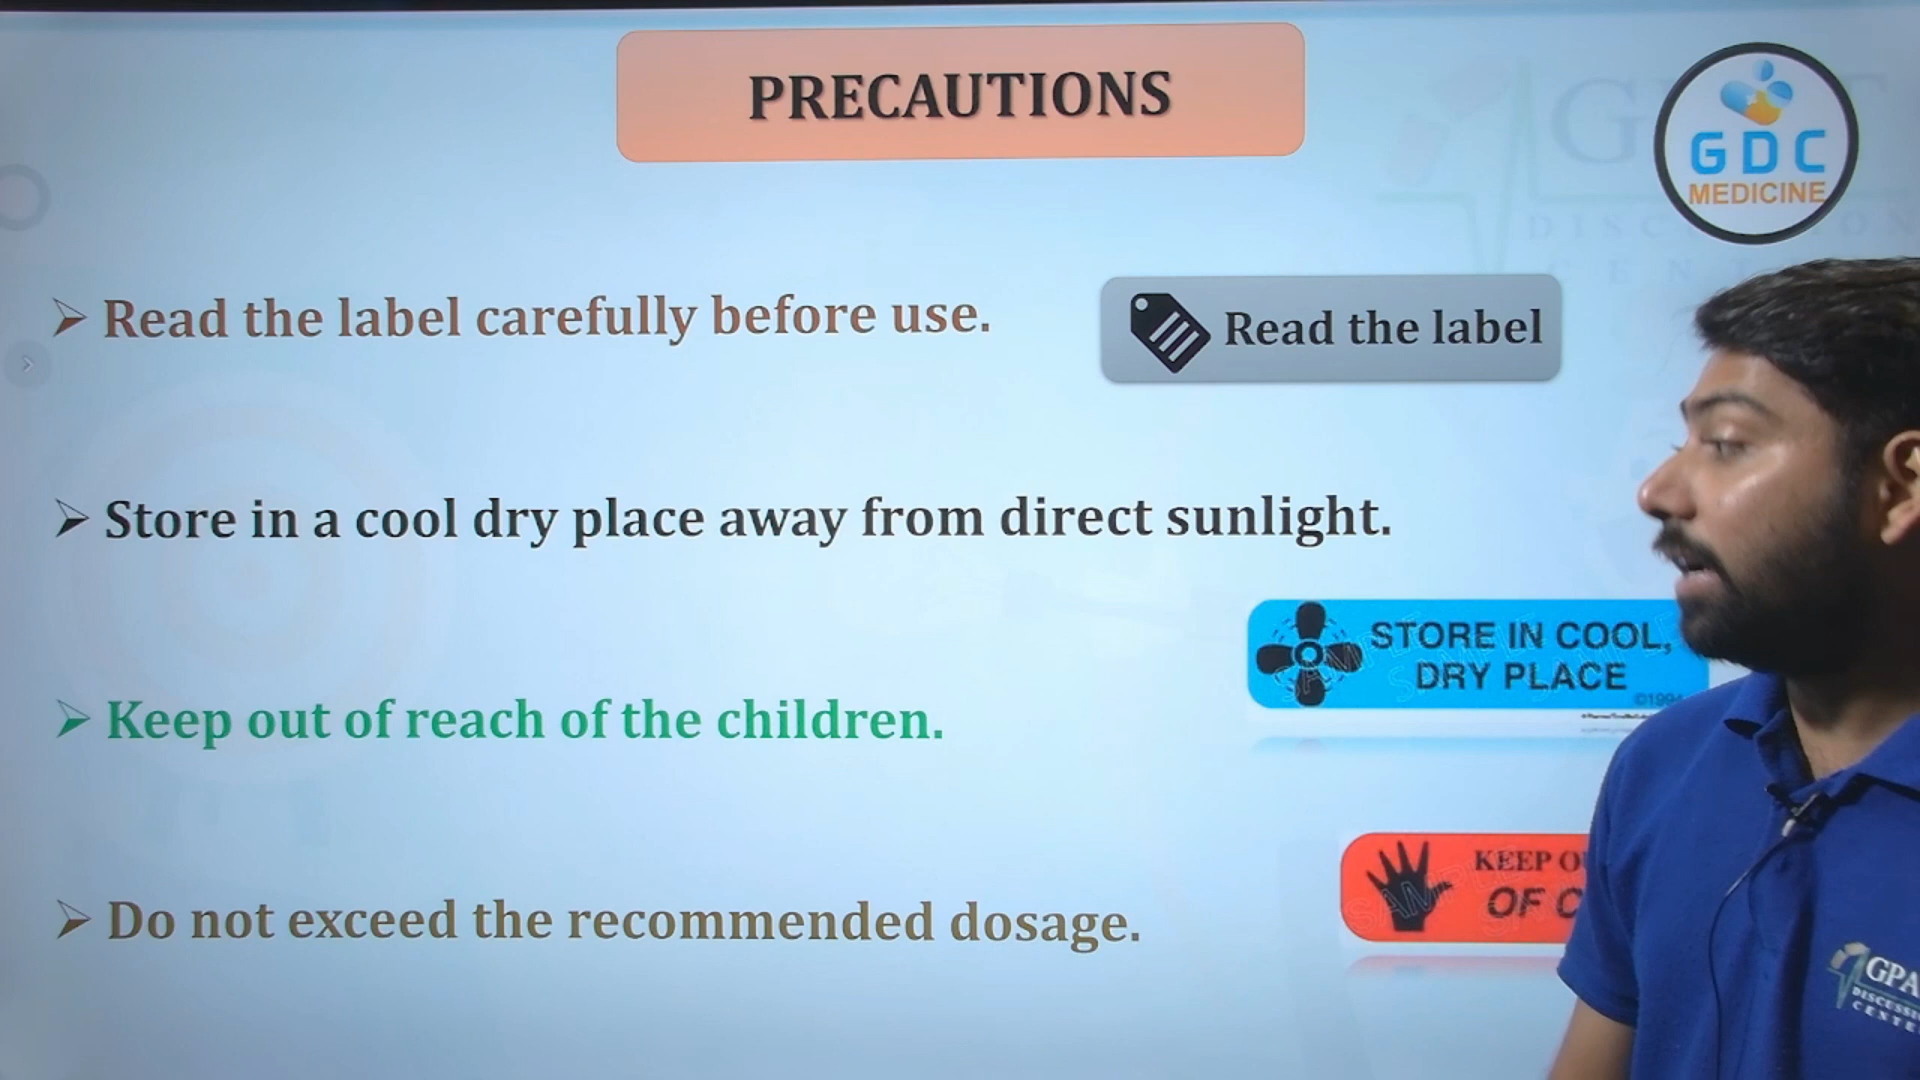 PRECAUTIONS
GDC
MEDICINE
➢ Read the label carefully before use.
Read the label
➢ Store in a cool dry place away from direct sunlight.
STORE IN COOL,
DRY PLACE
➢ Keep out of reach of the children.
KEEP
OF
➢ Do not exceed the recommended dosage.
DISCUSSI
CENTE